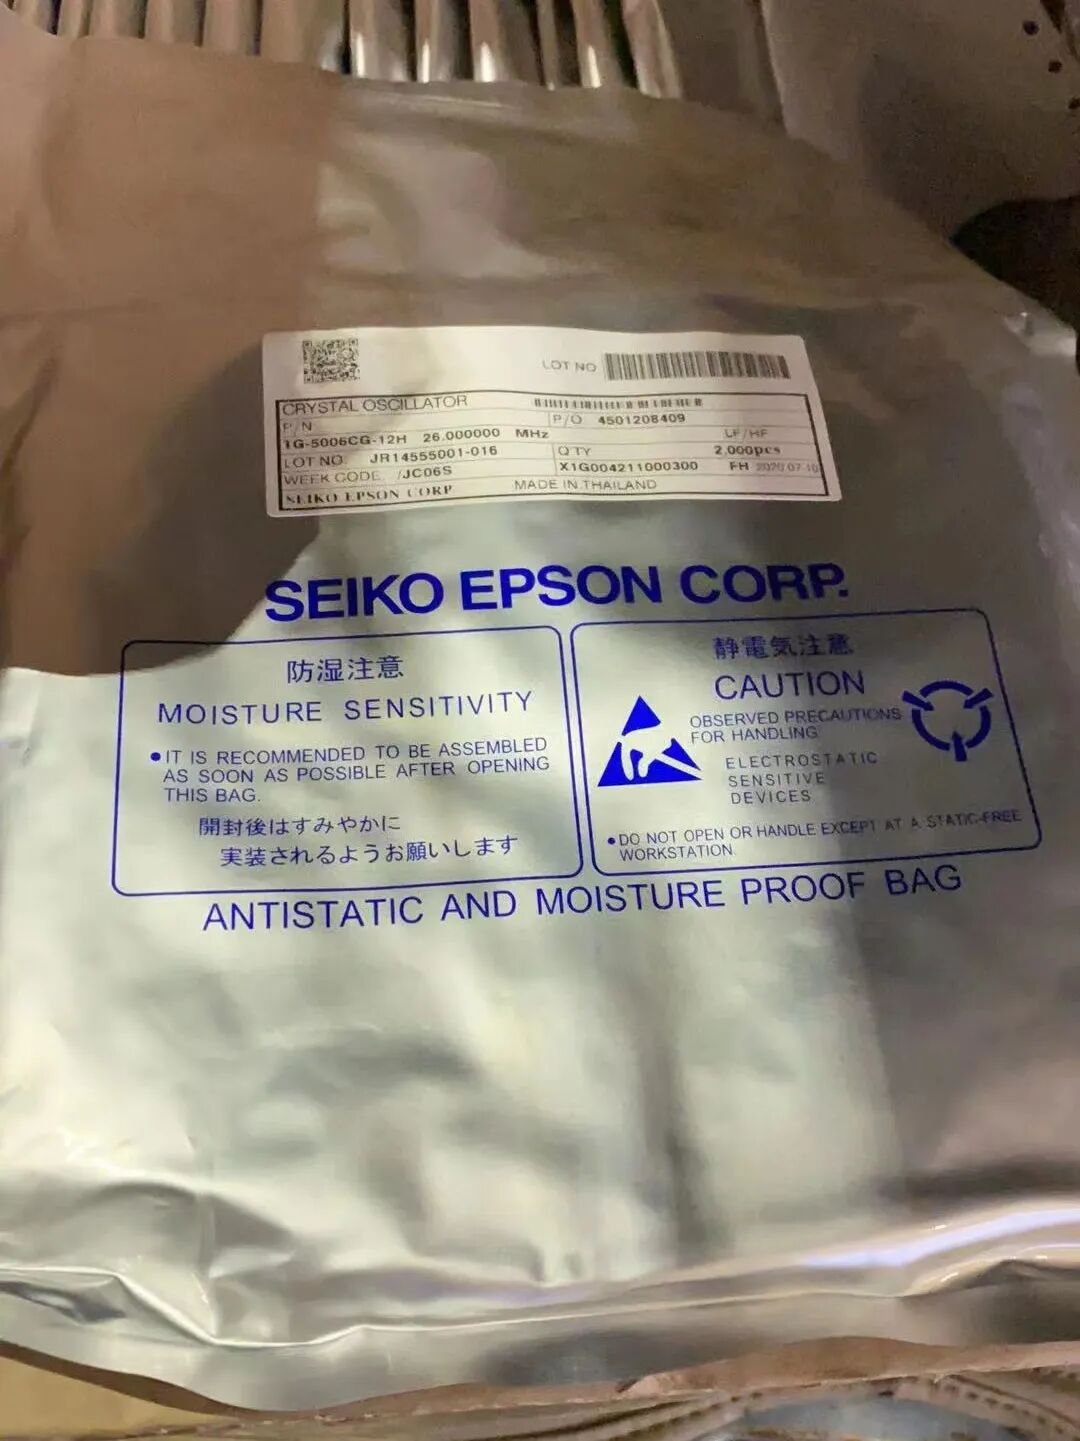 LOT NO
CRYSTAL OSCILLATOR
P/N
P/O 4501208409
1G-5006CG-12H 26.000000 MHz
LF/HF
LOT NO. JR14555001-016
QTY 2,000pcs
WEEK CODE /JC06S
X1G004211000300 FH 2020.07.10
SEIKO EPSON CORP
MADE IN THAILAND
SEIKO EPSON CORP.
防湿注意
MOISTURE SENSITIVITY
●IT IS RECOMMENDED TO BE ASSEMBLED
AS SOON AS POSSIBLE AFTER OPENING
THIS BAG.
開封後はすみやかに
実装されるようお願いします
静電気注意
CAUTION
OBSERVED PRECAUTIONS
FOR HANDLING
ELECTROSTATIC
SENSITIVE
DEVICES
●DO NOT OPEN OR HANDLE EXCEPT AT A STATIC-FREE
WORKSTATION.
ANTISTATIC AND MOISTURE PROOF BAG